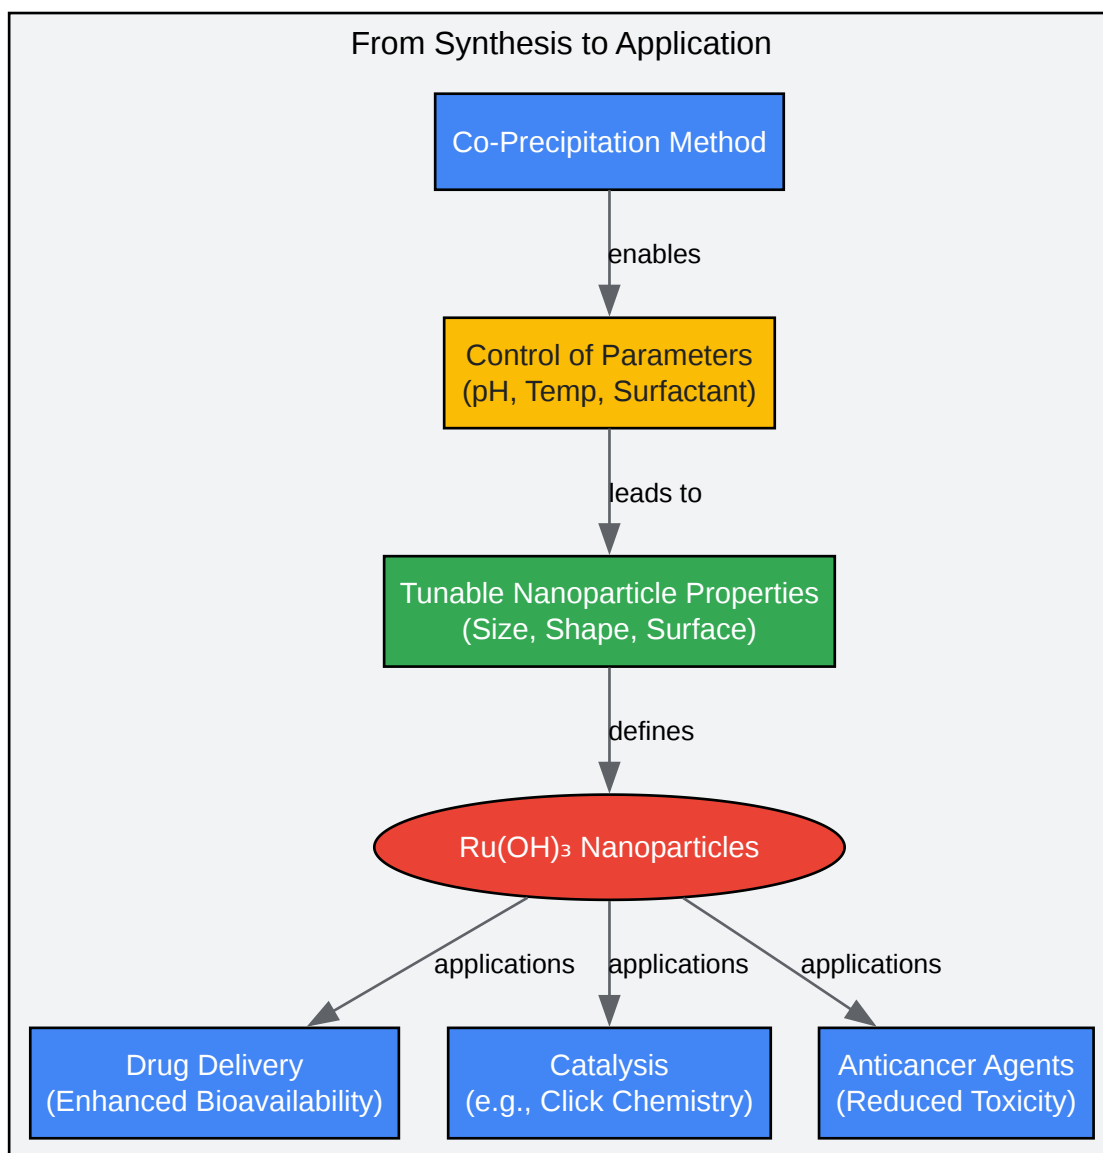 From Synthesis to Application
Co-Precipitation Method
enables
Control of Parameters
(pH, Temp, Surfactant)
leads to
Tunable Nanoparticle Properties
(Size, Shape, Surface)
defines
Ru(OH)₃ Nanoparticles
applications
applications
applications
Drug Delivery
(Enhanced Bioavailability)
Catalysis
(e.g., Click Chemistry)
Anticancer Agents
(Reduced Toxicity)